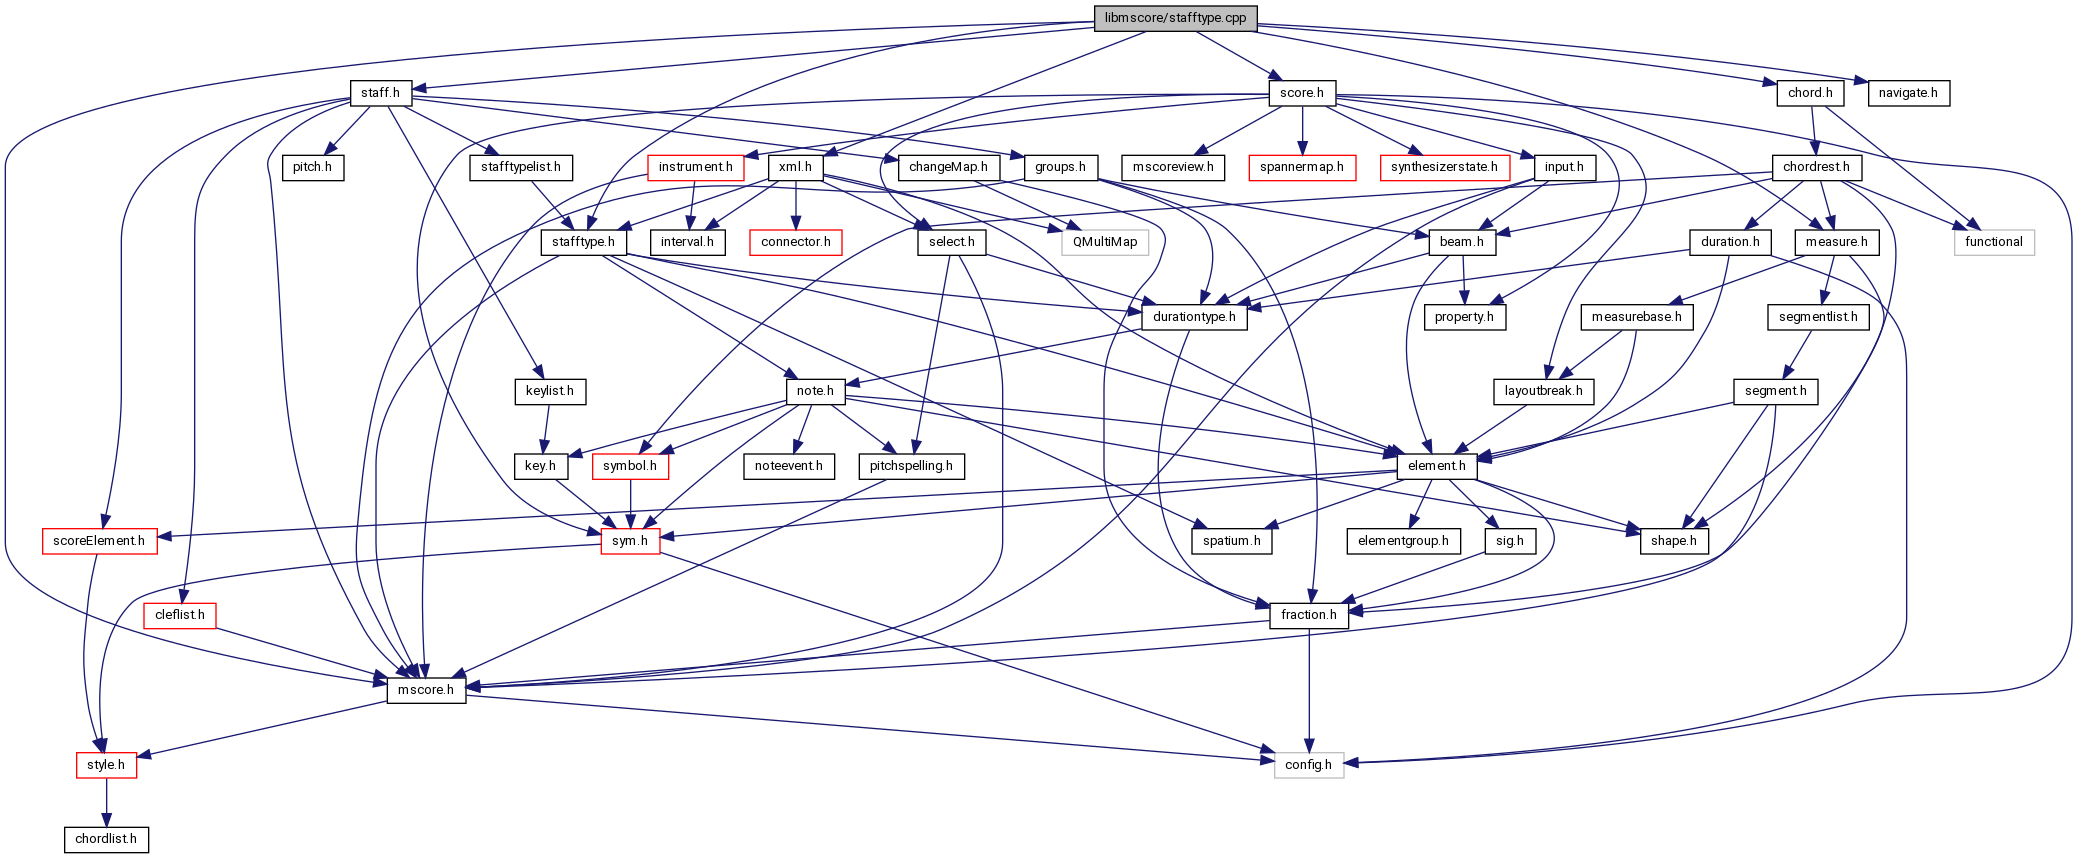 libmscore/stafftype.cpp
staff.h
score.h
chord.h
navigate.h
pitch.h
stafftypelist.h
instrument.h
xml.h
changeMap.h
groups.h
mscoreview.h
spannermap.h
synthesizerstate.h
input.h
chordrest.h
stafftype.h
interval.h
connector.h
select.h
QMultiMap
beam.h
duration.h
measure.h
functional
durationtype.h
property.h
measurebase.h
segmentlist.h
keylist.h
note.h
layoutbreak.h
segment.h
key.h
symbol.h
noteevent.h
pitchspelling.h
element.h
scoreElement.h
sym.h
spatium.h
elementgroup.h
sig.h
shape.h
cleflist.h
fraction.h
mscore.h
style.h
config.h
chordlist.h